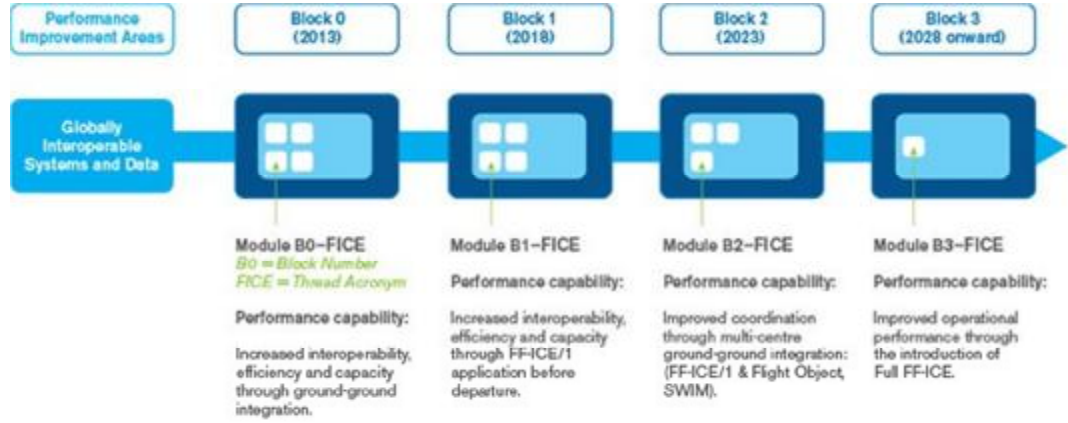 Performance
Improvement Areas
Block 0
(2013)
Block 1
(2018)
Block 2
(2023)
Block 3
(2028 onward)
Globally
Interoperable
Systems and Data
Module B0–FICE
B0 = Block Number
FICE = Thread Acronym
Performance capability:
Increased interoperability,
efficiency and capacity
through ground-ground
integration.
Module B1–FICE
Performance capability:
Increased interoperability,
efficiency and capacity
through FF-ICE/1
application before
departure.
Module B2–FICE
Performance capability:
Improved coordination
through multi-centre
ground-ground integration:
(FF-ICE/1 & Flight Object,
SWIM).
Module B3–FICE
Performance capability:
Improved operational
performance through
the introduction of
Full FF-ICE.